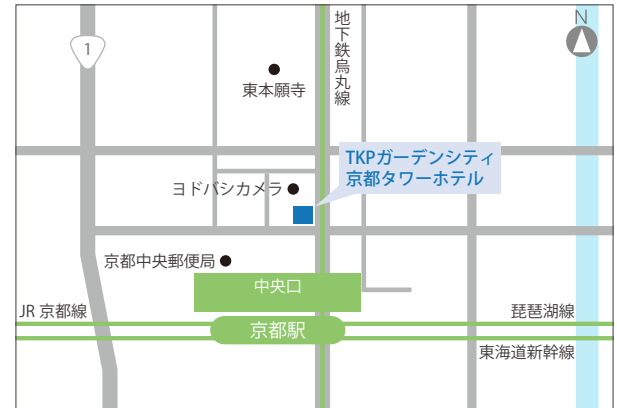 1
N
地下鉄烏丸線
東本願寺
TKPガーデンシティ
京都タワーホテル
ヨドバシカメラ
京都中央郵便局
中央口
JR 京都線
琵琶湖線
京都駅
東海道新幹線